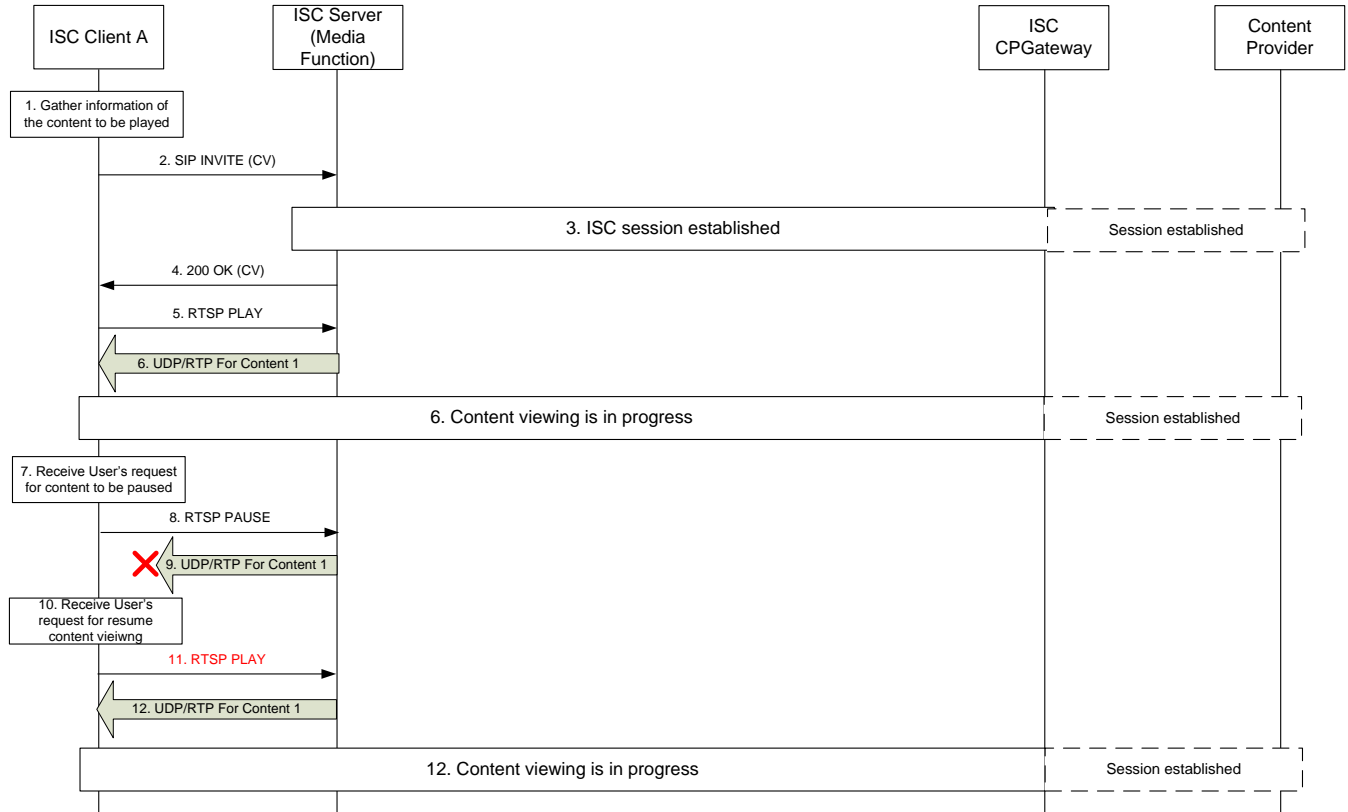 ISC Client A
ISC Server
(Media
Function)
ISC
CPGateway
Content
Provider
1. Gather information of
the content to be played
2. SIP INVITE (CV)
3. ISC session established
Session established
4. 200 OK (CV)
5. RTSP PLAY
6. UDP/RTP For Content 1
6. Content viewing is in progress
Session established
7. Receive User's request
for content to be paused
8. RTSP PAUSE
9. UDP/RTP For Content 1
10. Receive User's
request for resume
content vieiwng
11. RTSP PLAY
12. UDP/RTP For Content 1
12. Content viewing is in progress
Session established